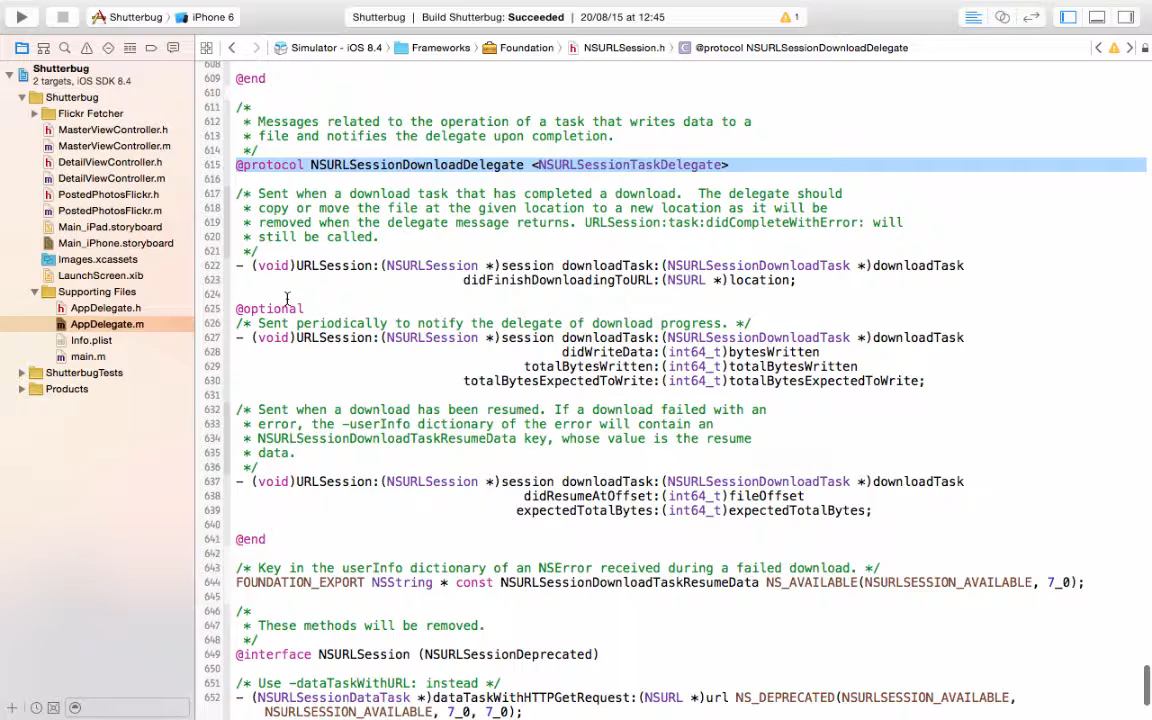 Shutterbug iPhone 6
Shutterbug | Build Shutterbug: Succeeded | 20/08/15 at 12:45
1
Simulator - iOS 8.4 Frameworks Foundation NSURLSession.h @protocol NSURLSessionDownloadDelegate
Shutterbug
2 targets, iOS SDK 8.4
Shutterbug
Flickr Fetcher
MasterViewController.h
MasterViewController.m
DetailViewController.h
DetailViewController.m
PostedPhotosFlickr.h
PostedPhotosFlickr.m
Main_iPad.storyboard
Main_iPhone.storyboard
Images.xcassets
LaunchScreen.xib
Supporting Files
AppDelegate.h
AppDelegate.m
Info.plist
main.m
ShutterbugTests
Products
608
609 @end
610
611 /*
612 * Messages related to the operation of a task that writes data to a
613 * file and notifies the delegate upon completion.
614 */
615 @protocol NSURLSessionDownloadDelegate <NSURLSessionTaskDelegate>
616
617 /* Sent when a download task that has completed a download.  The delegate should
618 * copy or move the file at the given location to a new location as it will be
619 * removed when the delegate message returns. URLSession:task:didCompleteWithError: will
620 * still be called.
621 */
622 - (void)URLSession:(NSURLSession *)session downloadTask:(NSURLSessionDownloadTask *)downloadTask
623 didFinishDownloadingToURL:(NSURL *)location;
624
625 @optional
626 /* Sent periodically to notify the delegate of download progress. */
627 - (void)URLSession:(NSURLSession *)session downloadTask:(NSURLSessionDownloadTask *)downloadTask
628 didWriteData:(int64_t)bytesWritten
629 totalBytesWritten:(int64_t)totalBytesWritten
630 totalBytesExpectedToWrite:(int64_t)totalBytesExpectedToWrite;
631
632 /* Sent when a download has been resumed. If a download failed with an
633 * error, the -userInfo dictionary of the error will contain an
634 * NSURLSessionDownloadTaskResumeData key, whose value is the resume
635 * data.
636 */
637 - (void)URLSession:(NSURLSession *)session downloadTask:(NSURLSessionDownloadTask *)downloadTask
638 didResumeAtOffset:(int64_t)fileOffset
639 expectedTotalBytes:(int64_t)expectedTotalBytes;
640
641 @end
642
643 /* Key in the userInfo dictionary of an NSError received during a failed download. */
644 FOUNDATION_EXPORT NSString * const NSURLSessionDownloadTaskResumeData NS_AVAILABLE(NSURLSESSION_AVAILABLE, 7_0);
645
646 /*
647 * These methods will be removed.
648 */
649 @interface NSURLSession (NSURLSessionDeprecated)
650
651 /* Use -dataTaskWithURL: instead */
652 - (NSURLSessionDataTask *)dataTaskWithHTTPGetRequest:(NSURL *)url NS_DEPRECATED(NSURLSESSION_AVAILABLE,
NSURLSESSION_AVAILABLE, 7_0, 7_0);